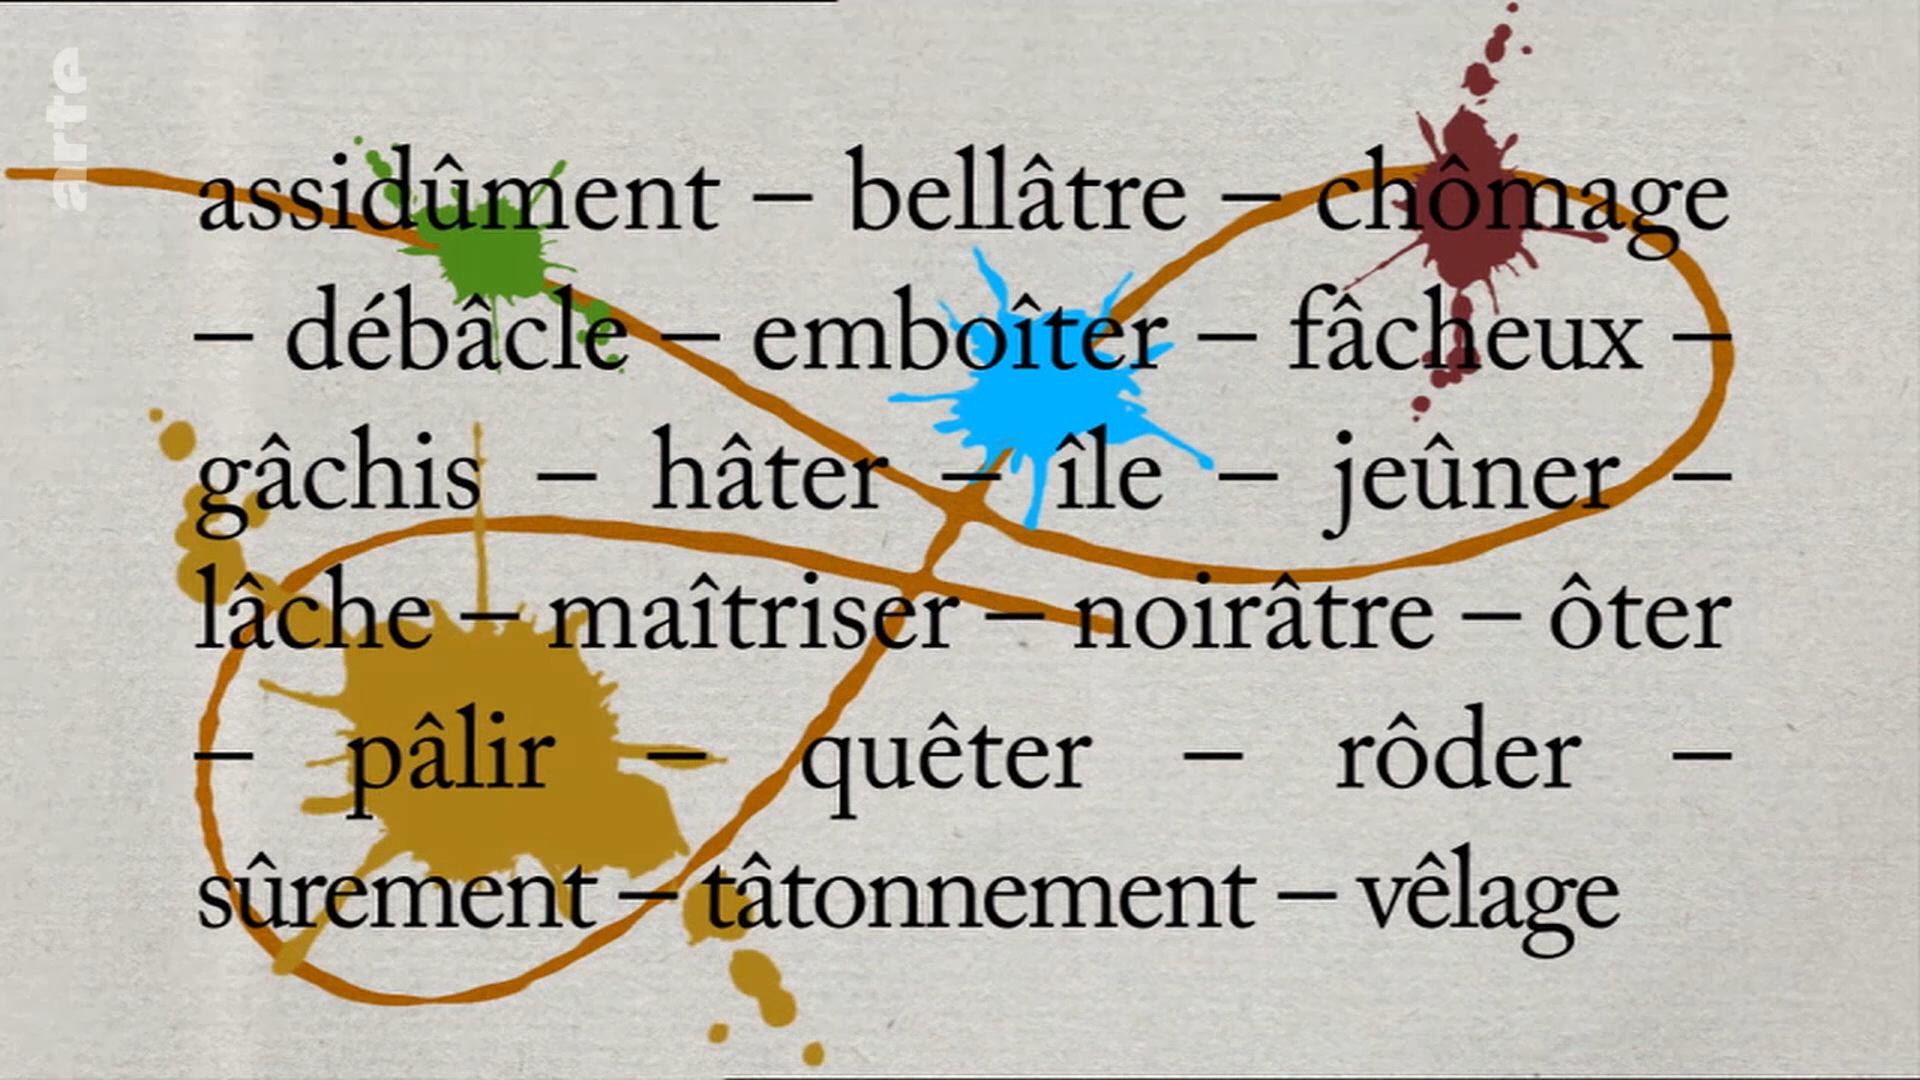 arte
assidûment – bellâtre – chômage
– débâcle – emboîter – fâcheux –
gâchis – hâter – île – jeûner –
lâche – maîtriser – noirâtre – ôter
– pâlir – quêter – rôder –
sûrement – tâtonnement – vêlage